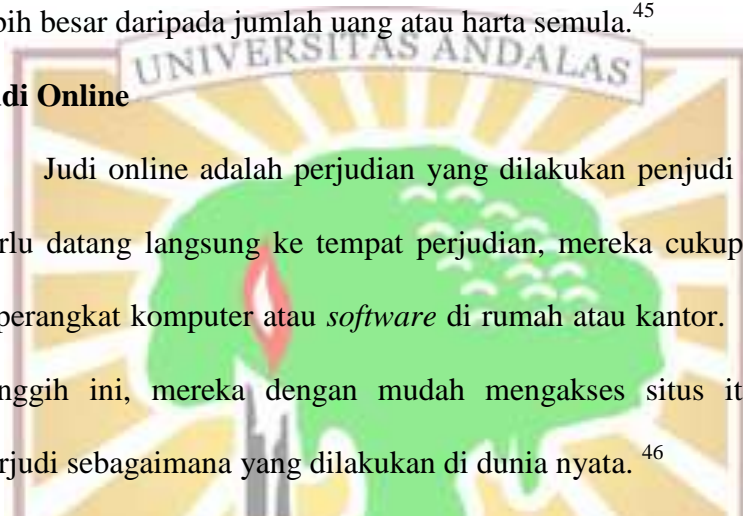 bih besar daripada jumlah uang atau harta semula.45
UNIVERSITAS ANDALAS
di Online
Judi online adalah perjudian yang dilakukan penjudi
rlu datang langsung ke tempat perjudian, mereka cukup
perangkat komputer atau software di rumah atau kantor.
nggih ini, mereka dengan mudah mengakses situs it
rjudi sebagaimana yang dilakukan di dunia nyata. 46